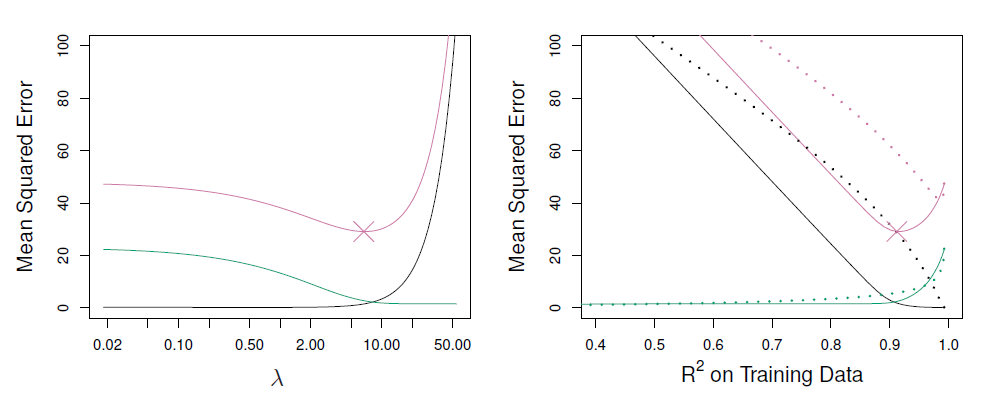 Mean Squared Error
0 20 40 60 80 100
0.02 0.10 0.50 2.00 10.00 50.00
λ
Mean Squared Error
0 20 40 60 80 100
0.4 0.5 0.6 0.7 0.8 0.9 1.0
R² on Training Data